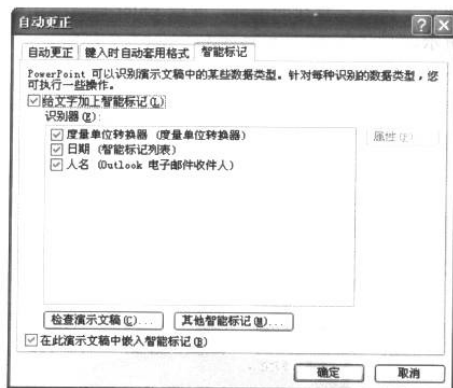 自动更正
自动更正 键入时自动套用格式 智能标记
PowerPoint 可以识别演示文稿中的某些数据类型。针对每种识别的数据类型，您
可执行一些操作。
给文字加上智能标记(L)
识别器(E):
度量单位转换器 (度量单位转换器)
日期 (智能标记列表)
人名 (Outlook 电子邮件收件人)
属性(P)
检查演示文稿(C)... 其他智能标记(M)...
在此演示文稿中嵌入智能标记(B)
确定 取消